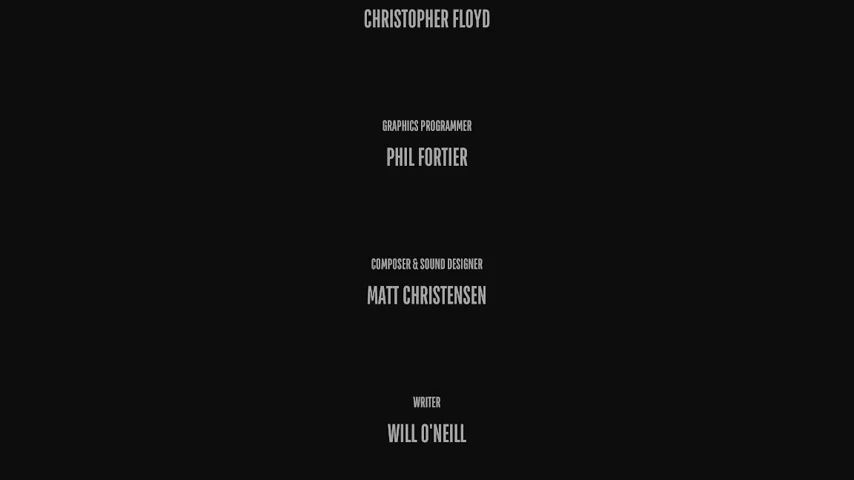 CHRISTOPHER FLOYD
GRAPHICS PROGRAMMER
PHIL FORTIER
COMPOSER & SOUND DESIGNER
MATT CHRISTENSEN
WRITER
WILL O'NEILL